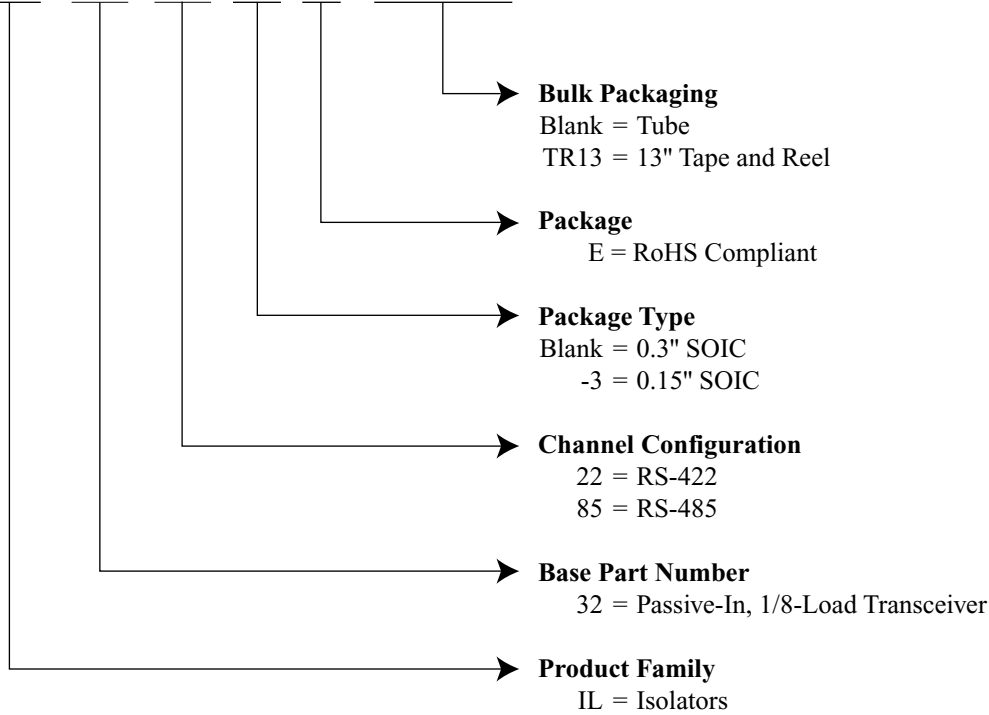 Bulk Packaging
Blank = Tube
TR13 = 13" Tape and Reel
Package
E = RoHS Compliant
Package Type
Blank = 0.3" SOIC
-3 = 0.15" SOIC
Channel Configuration
22 = RS-422
85 = RS-485
Base Part Number
32 = Passive-In, 1/8-Load Transceiver
Product Family
IL = Isolators